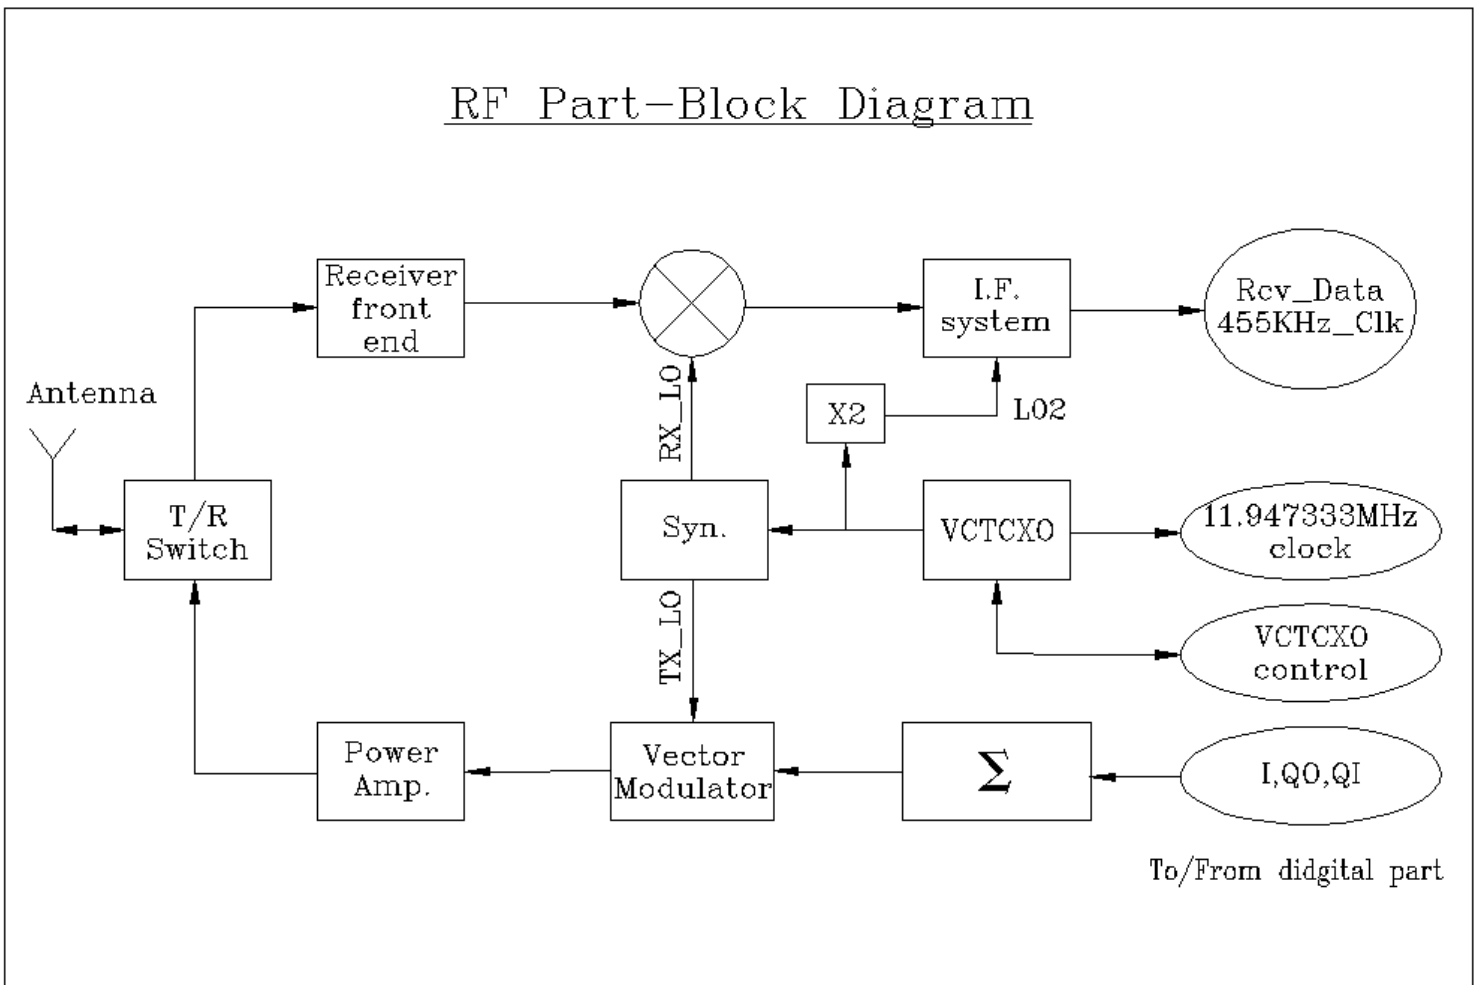 RF Part-Block Diagram
Receiver
front
end
I.F.
system
Rcv_Data
455KHz_Clk
Antenna
RX_LO
X2
LO2
T/R
Switch
Syn.
VCTCXO
11.947333MHz
clock
TX_LO
VCTCXO
control
Power
Amp.
Vector
Modulator
Σ
I,QO,QI
To/From didgital part